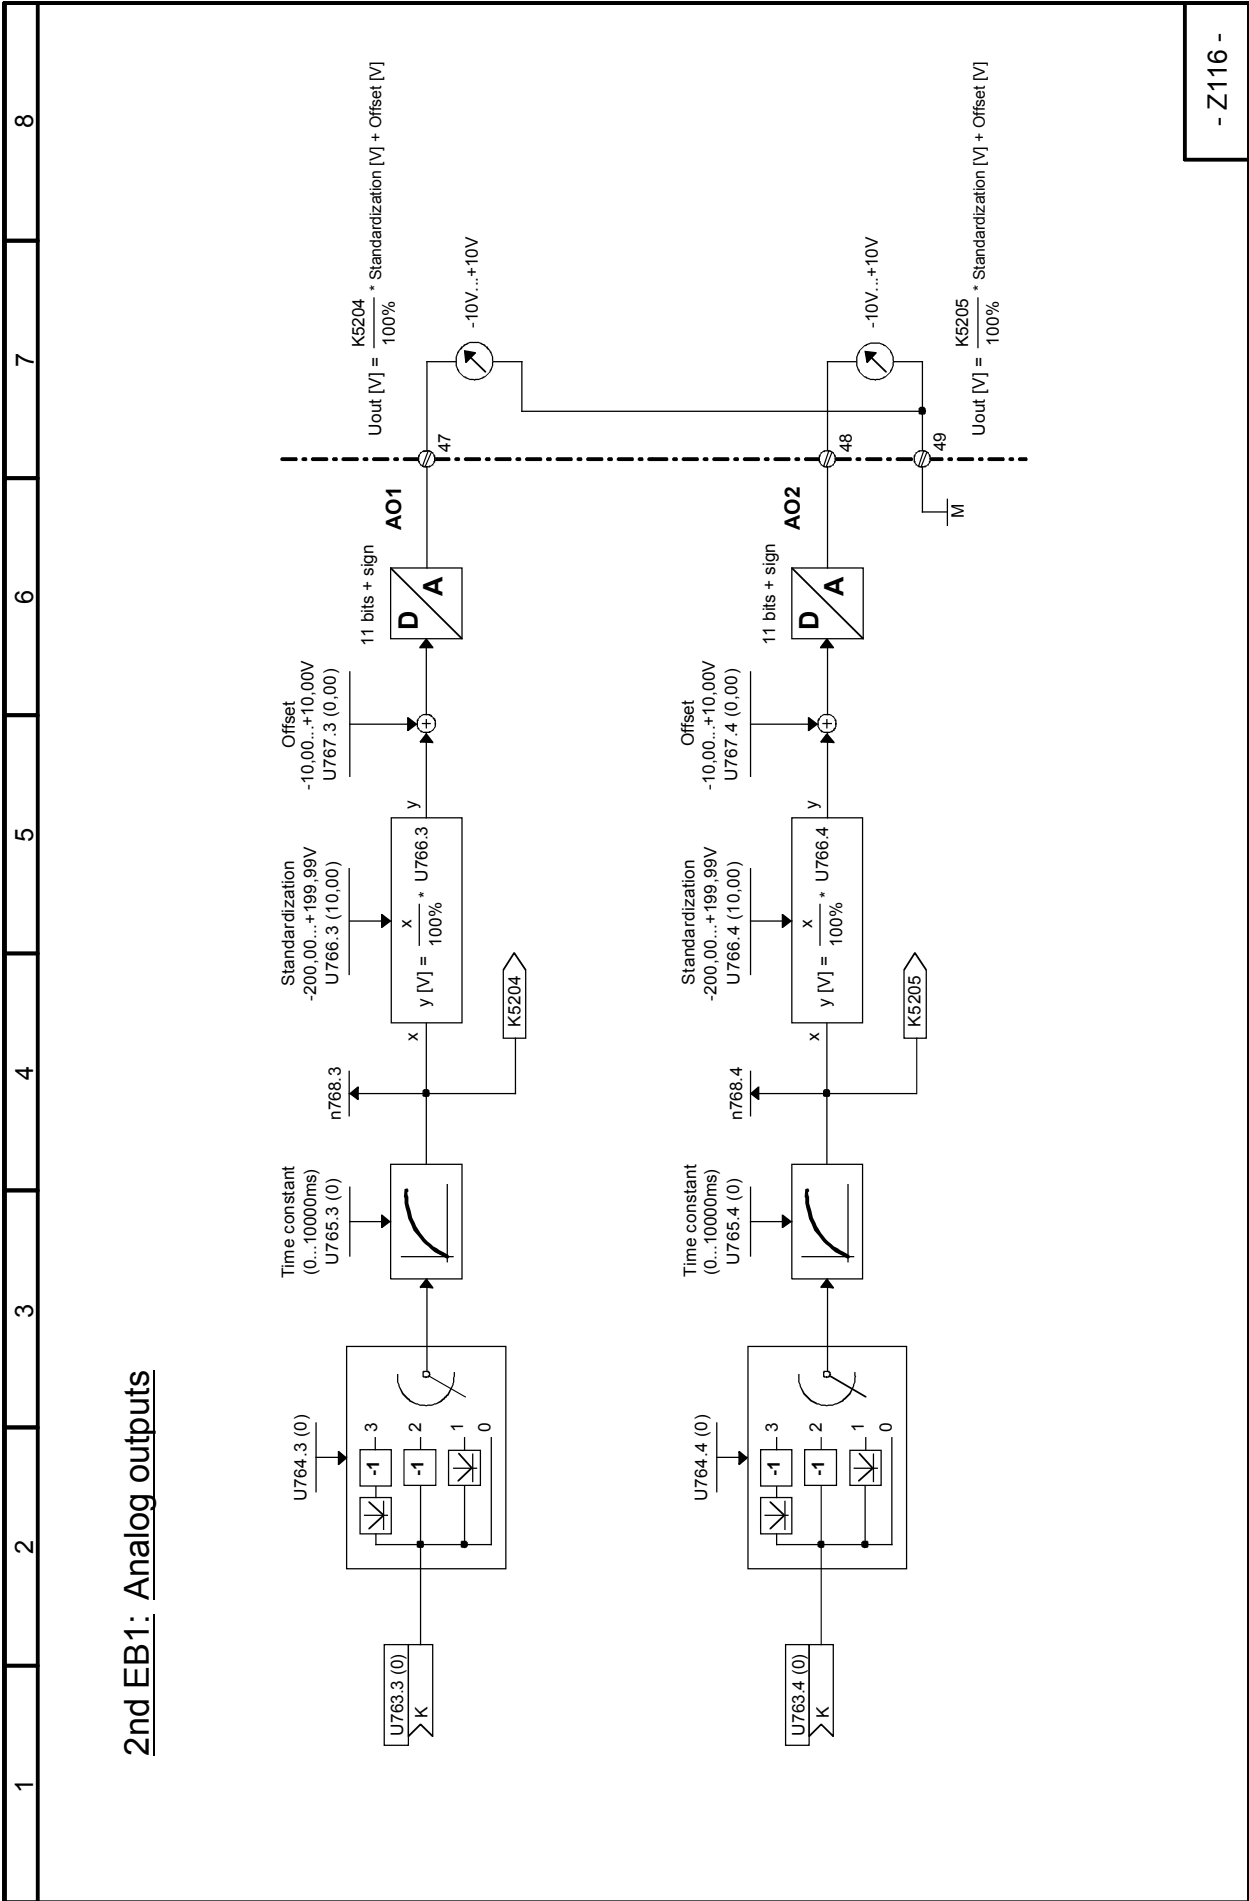 1
2
3
4
5
6
7
8
2nd EB1: Analog outputs
U763.3 (0)
K
U764.3 (0)
-1
3
-1
2
1
0
Time constant
(0...10000ms)
U765.3 (0)
n768.3
K5204
Standardization
-200,00...+199,99V
U766.3 (10,00)
x
y [V] = x / 100% * U766.3
y
Offset
-10,00...+10,00V
U767.3 (0,00)
+
11 bits + sign
D
A
AO1
47
Uout [V] = K5204 / 100% * Standardization [V] + Offset [V]
-10V...+10V
U763.4 (0)
K
U764.4 (0)
-1
3
-1
2
1
0
Time constant
(0...10000ms)
U765.4 (0)
n768.4
K5205
Standardization
-200,00...+199,99V
U766.4 (10,00)
x
y [V] = x / 100% * U766.4
y
Offset
-10,00...+10,00V
U767.4 (0,00)
+
11 bits + sign
D
A
AO2
48
-10V...+10V
49
M
Uout [V] = K5205 / 100% * Standardization [V] + Offset [V]
- Z116 -